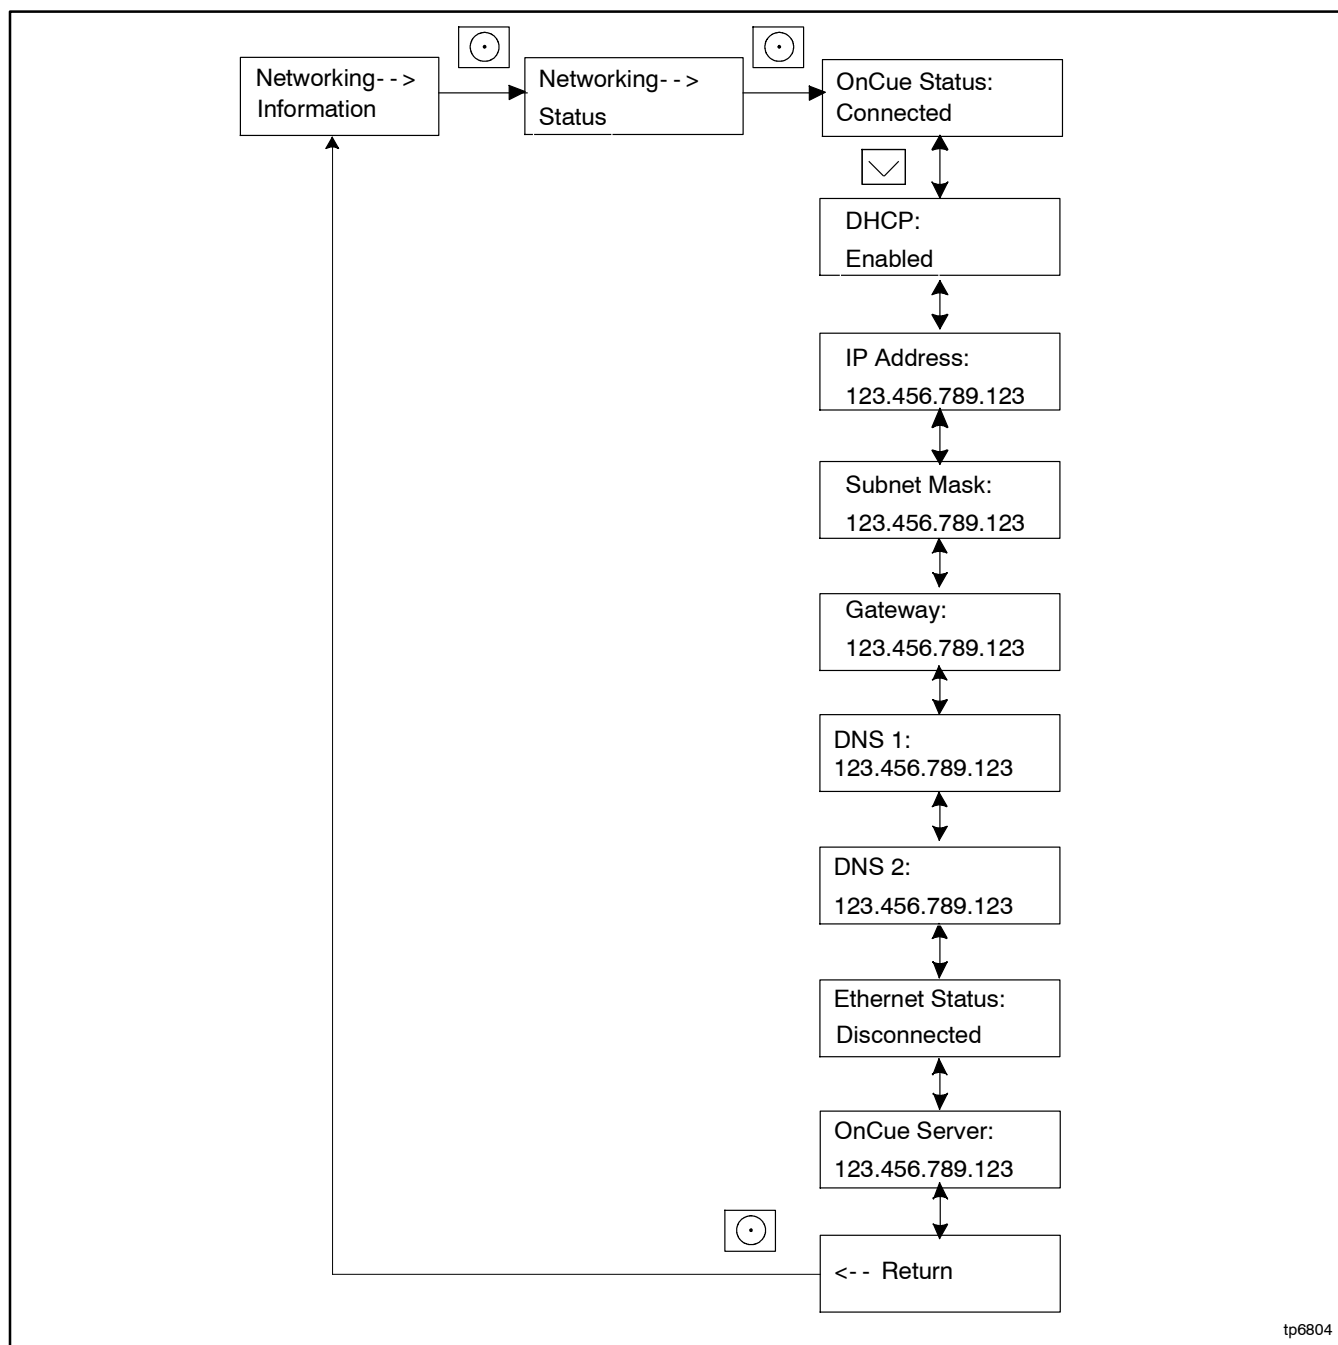 Networking- - >
Information
Networking- - >
Status
OnCue Status:
Connected
DHCP:
Enabled
IP Address:
123.456.789.123
Subnet Mask:
123.456.789.123
Gateway:
123.456.789.123
DNS 1:
123.456.789.123
DNS 2:
123.456.789.123
Ethernet Status:
Disconnected
OnCue Server:
123.456.789.123
<- - Return
tp6804